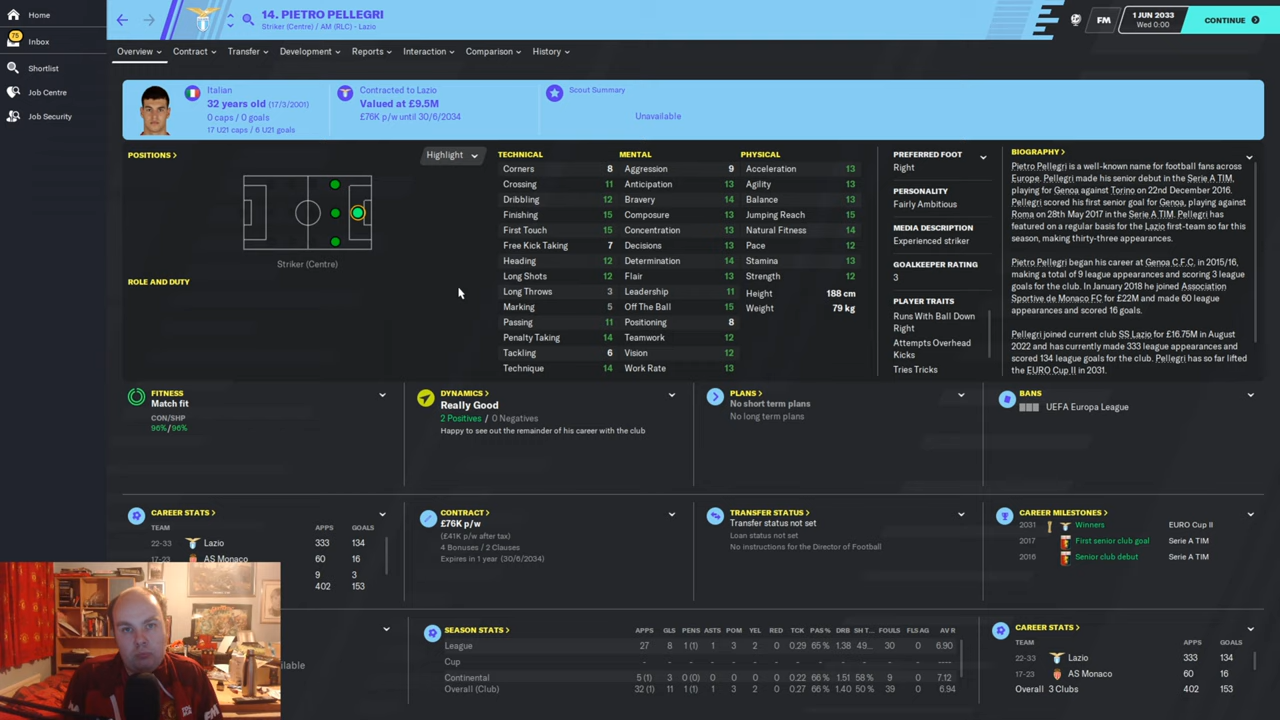 Home
75
Inbox
Shortlist
Job Centre
Job Security
14. PIETRO PELLEGRI
Striker (Centre) / AM (RLC) - Lazio
FM
1 JUN 2033
Wed 0:00
CONTINUE
Overview
Contract
Transfer
Development
Reports
Interaction
Comparison
History
Italian
32 years old (17/3/2001)
0 caps / 0 goals
17 U21 caps / 6 U21 goals
Contracted to Lazio
Valued at £9.5M
£76K p/w until 30/6/2034
Scout Summary
Unavailable
POSITIONS >
Highlight
Striker (Centre)
ROLE AND DUTY
TECHNICAL
Corners 8
Crossing 11
Dribbling 12
Finishing 15
First Touch 15
Free Kick Taking 7
Heading 12
Long Shots 12
Long Throws 3
Marking 5
Passing 11
Penalty Taking 14
Tackling 6
Technique 14
MENTAL
Aggression 9
Anticipation 13
Bravery 14
Composure 13
Concentration 13
Decisions 13
Determination 14
Flair 13
Leadership 11
Off The Ball 15
Positioning 8
Teamwork 12
Vision 12
Work Rate 13
PHYSICAL
Acceleration 13
Agility 13
Balance 13
Jumping Reach 15
Natural Fitness 14
Pace 12
Stamina 13
Strength 12
Height 188 cm
Weight 79 kg
PREFERRED FOOT
Right
PERSONALITY
Fairly Ambitious
MEDIA DESCRIPTION
Experienced striker
GOALKEEPER RATING
3
PLAYER TRAITS
Runs With Ball Down
Right
Attempts Overhead
Kicks
Tries Tricks
BIOGRAPHY >
Pietro Pellegri is a well-known name for football fans across
Europe. Pellegri made his senior debut in the Serie A TIM,
playing for Genoa against Torino on 22nd December 2016.
Pellegri scored his first senior goal for Genoa, playing against
Roma on 28th May 2017 in the Serie A TIM. Pellegri has
featured on a regular basis for the Lazio first-team so far this
season, making thirty-three appearances.
Pietro Pellegri began his career at Genoa C.F.C. in 2015/16,
making a total of 9 league appearances and scoring 3 league
goals for the club. In January 2018 he joined Association
Sportive de Monaco FC for £22M and made 60 league
appearances and scored 16 goals.
Pellegri joined current club SS Lazio for £16.75M in August
2022 and has currently made 333 league appearances and
scored 134 league goals for the club. Pellegri has so far lifted
the EURO Cup II in 2031.
FITNESS
Match fit
CON/SHP
96%/96%
DYNAMICS >
Really Good
2 Positives / 0 Negatives
Happy to see out the remainder of his career with the club
PLANS >
No short term plans
No long term plans
BANS
UEFA Europa League
CAREER STATS >
TEAM APPS GOALS
22-33 Lazio 333 134
17-23 AS Monaco 60 16
9 3
402 153
CONTRACT >
£76K p/w
(£41K p/w after tax)
4 Bonuses / 2 Clauses
Expires in 1 year (30/6/2034)
TRANSFER STATUS >
Transfer status not set
Loan status not set
No instructions for the Director of Football
CAREER MILESTONES >
2031 Winners EURO Cup II
2017 First senior club goal Serie A TIM
2016 Senior club debut Serie A TIM
SEASON STATS >
APPS GLS PENS ASTS POM YEL RED TCK PAS% DRB SH T... FOULS FLS AG AV R
League 27 8 1 (1) 1 3 2 0 0.29 65 % 1.38 49... 30 0 6.90
Cup - - - - - - - - - - - - - ----
Continental 5 (1) 3 0 (0) 0 0 0 0 0.22 66 % 1.51 58 % 9 0 7.12
Overall (Club) 32 (1) 11 1 (1) 1 3 2 0 0.27 66 % 1.40 50 % 39 0 6.94
CAREER STATS >
TEAM APPS GOALS
22-33 Lazio 333 134
17-23 AS Monaco 60 16
Overall 3 Clubs 402 153